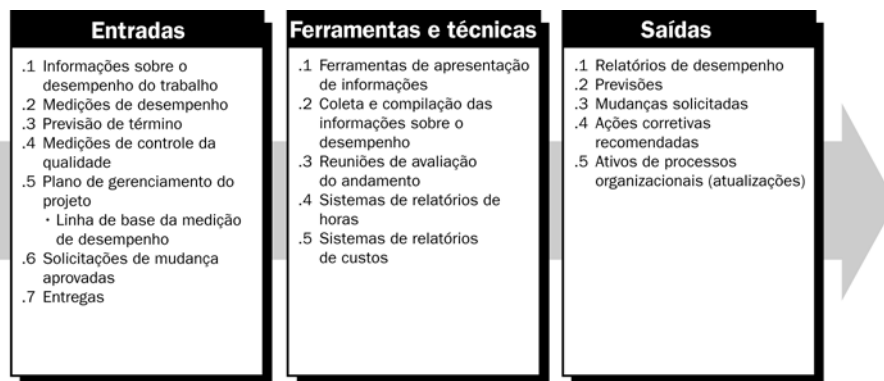 Entradas
.1 Informações sobre o
desempenho do trabalho
.2 Medições de desempenho
.3 Previsão de término
.4 Medições de controle da
qualidade
.5 Plano de gerenciamento do
projeto
· Linha de base da medição
de desempenho
.6 Solicitações de mudança
aprovadas
.7 Entregas
Ferramentas e técnicas
.1 Ferramentas de apresentação
de informações
.2 Coleta e compilação das
informações sobre o
desempenho
.3 Reuniões de avaliação
do andamento
.4 Sistemas de relatórios de
horas
.5 Sistemas de relatórios
de custos
Saídas
.1 Relatórios de desempenho
.2 Previsões
.3 Mudanças solicitadas
.4 Ações corretivas
recomendadas
.5 Ativos de processos
organizacionais (atualizações)